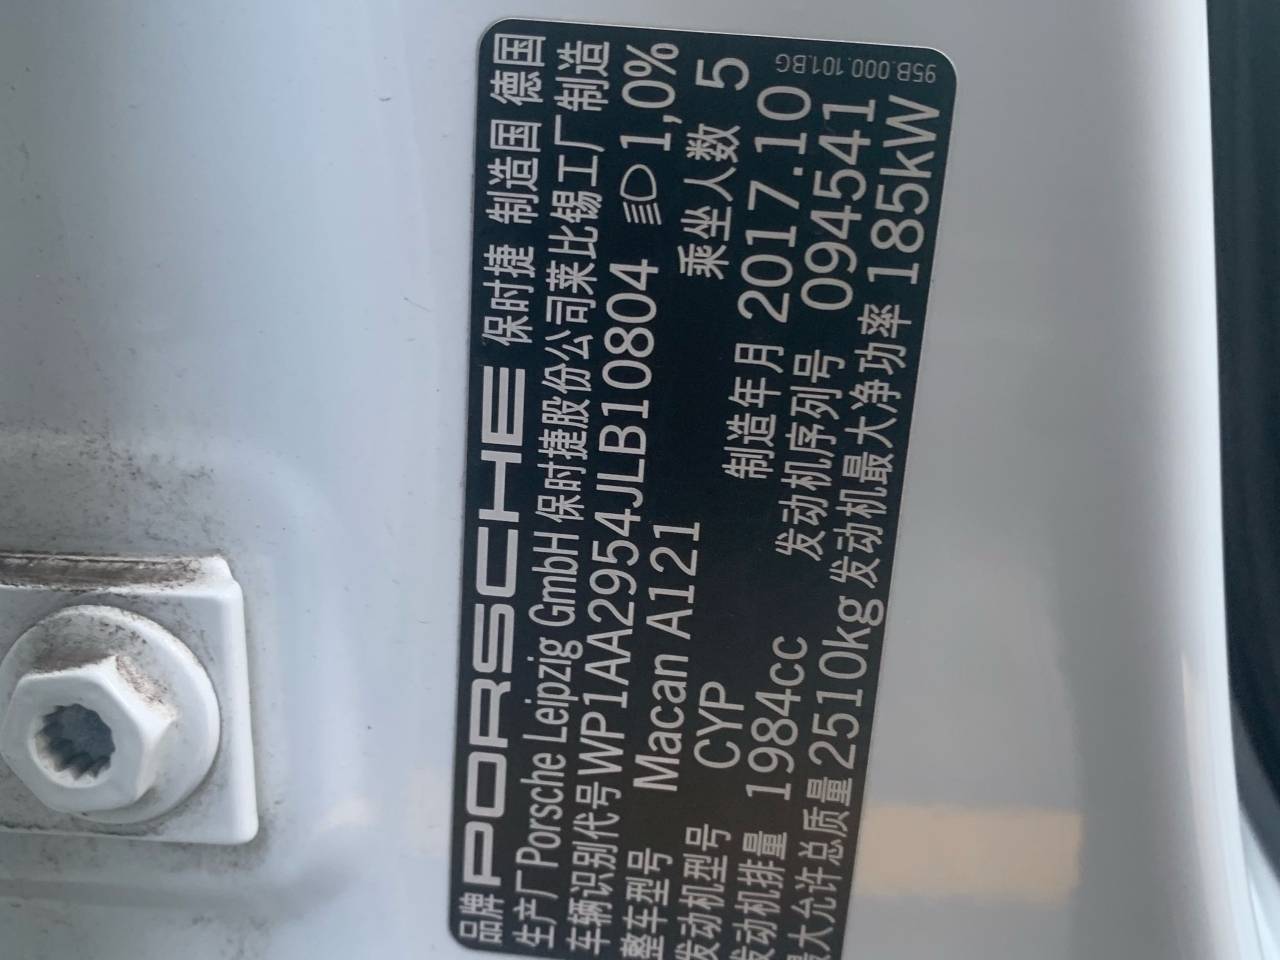 品牌 PORSCHE 保时捷 制造国 德国
生产厂 Porsche Leipzig GmbH 保时捷股份公司莱比锡工厂制造
车辆识别代号 WP1AA2954JLB10804 1,0%
整车型号 Macan A121 乘坐人数 5
发动机型号 CYP 制造年月 2017.10
发动机排量 1984cc 发动机序列号 094541
最大允许总质量 2510kg 发动机最大净功率 185kW
95B.000.101.BG